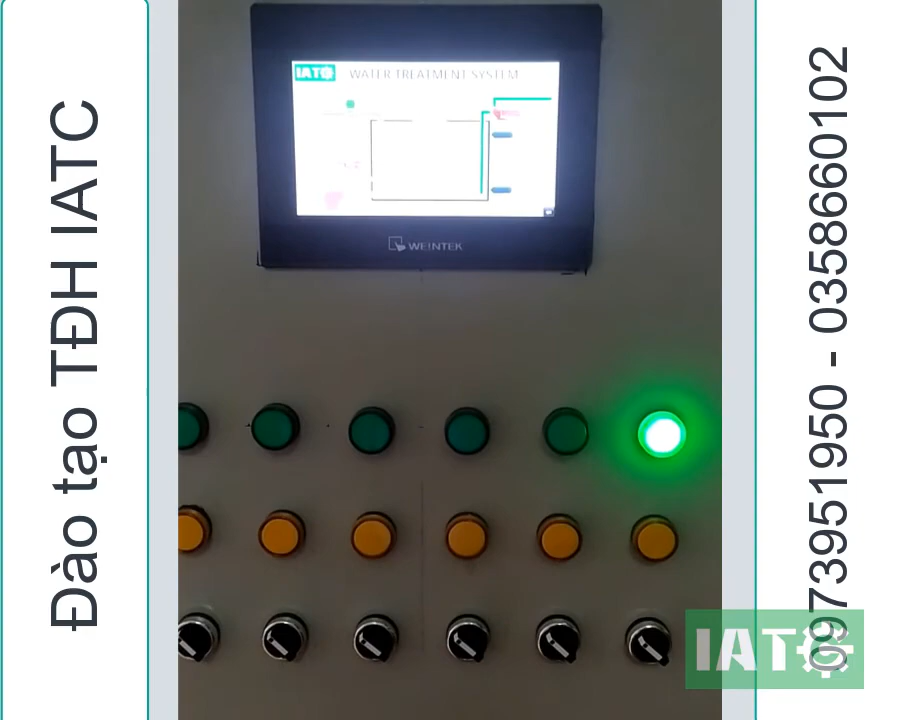 Đào tạo TĐH IATC
IATC
WATER TREATMENT SYSTEM
WEINTEK
0973951950 - 0358660102
IATC